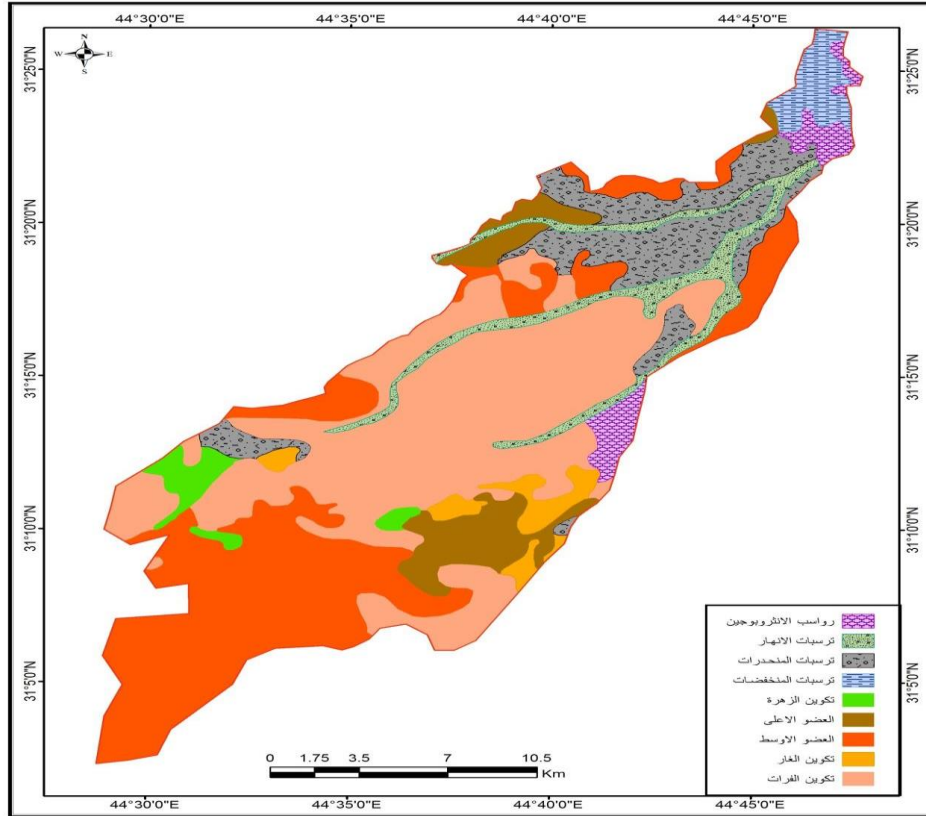 44°30'0"E 44°35'0"E 44°40'0"E 44°45'0"E
N
W E
S
31°25'0"N 31°25'0"N
31°20'0"N 31°20'0"N
31°15'0"N 31°15'0"N
31°10'0"N 31°10'0"N
31°5'0"N 31°5'0"N
رواسب الانثروبوجين
ترسبات الانهار
ترسبات المنحدرات
ترسبات المنخفضات
تكوين الزهرة
العضو الاعلى
العضو الاوسط
تكوين الغار
تكوين الفرات
0 1.75 3.5 7 10.5
Km
44°30'0"E 44°35'0"E 44°40'0"E 44°45'0"E